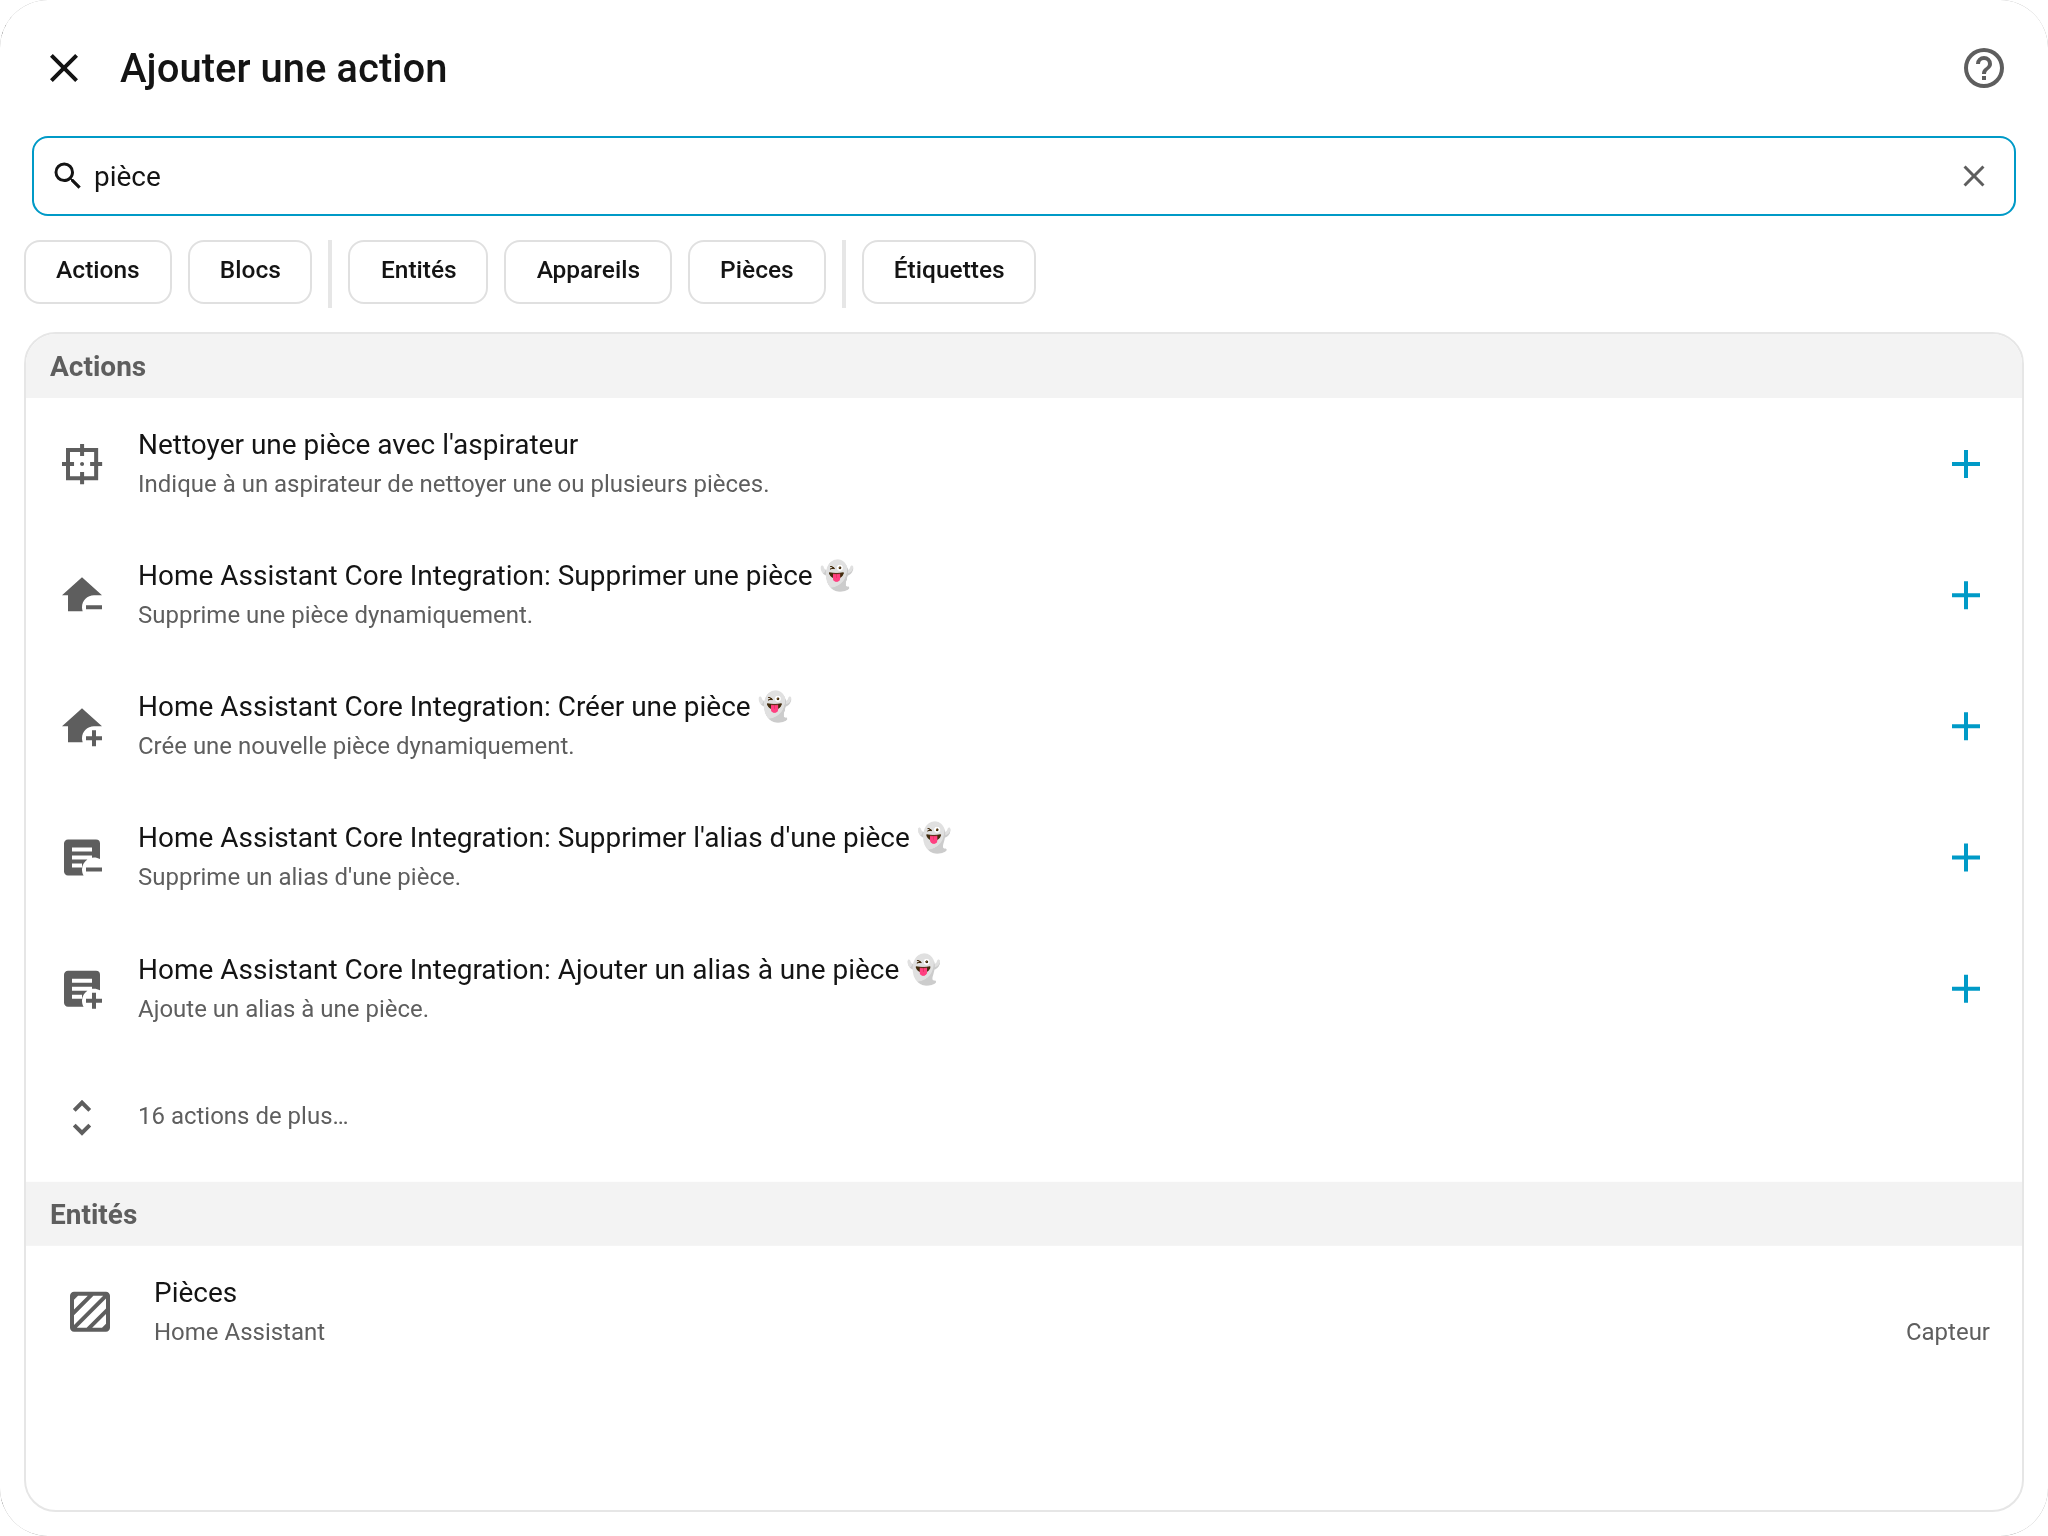 Ajouter une action
pièce
Actions
Blocs
Entités
Appareils
Pièces
Étiquettes
Actions
Nettoyer une pièce avec l'aspirateur
Indique à un aspirateur de nettoyer une ou plusieurs pièces.
Home Assistant Core Integration: Supprimer une pièce 👻
Supprime une pièce dynamiquement.
Home Assistant Core Integration: Créer une pièce 👻
Crée une nouvelle pièce dynamiquement.
Home Assistant Core Integration: Supprimer l'alias d'une pièce 👻
Supprime un alias d'une pièce.
Home Assistant Core Integration: Ajouter un alias à une pièce 👻
Ajoute un alias à une pièce.
16 actions de plus…
Entités
Pièces
Home Assistant
Capteur